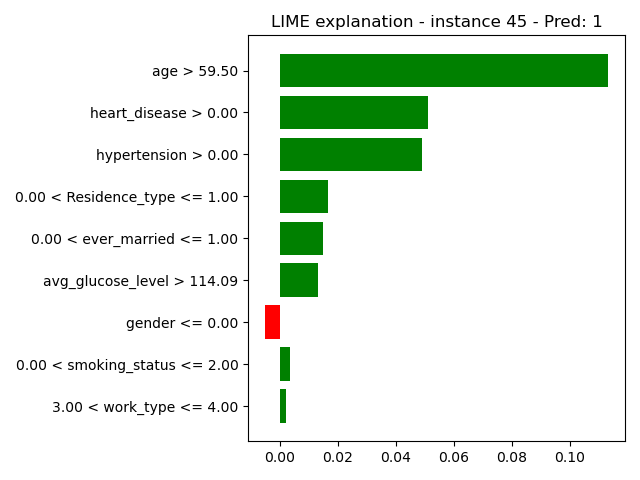 LIME explanation - instance 45 - Pred: 1
age > 59.50
heart_disease > 0.00
hypertension > 0.00
0.00 < Residence_type <= 1.00
0.00 < ever_married <= 1.00
avg_glucose_level > 114.09
gender <= 0.00
0.00 < smoking_status <= 2.00
3.00 < work_type <= 4.00
0.00 0.02 0.04 0.06 0.08 0.10